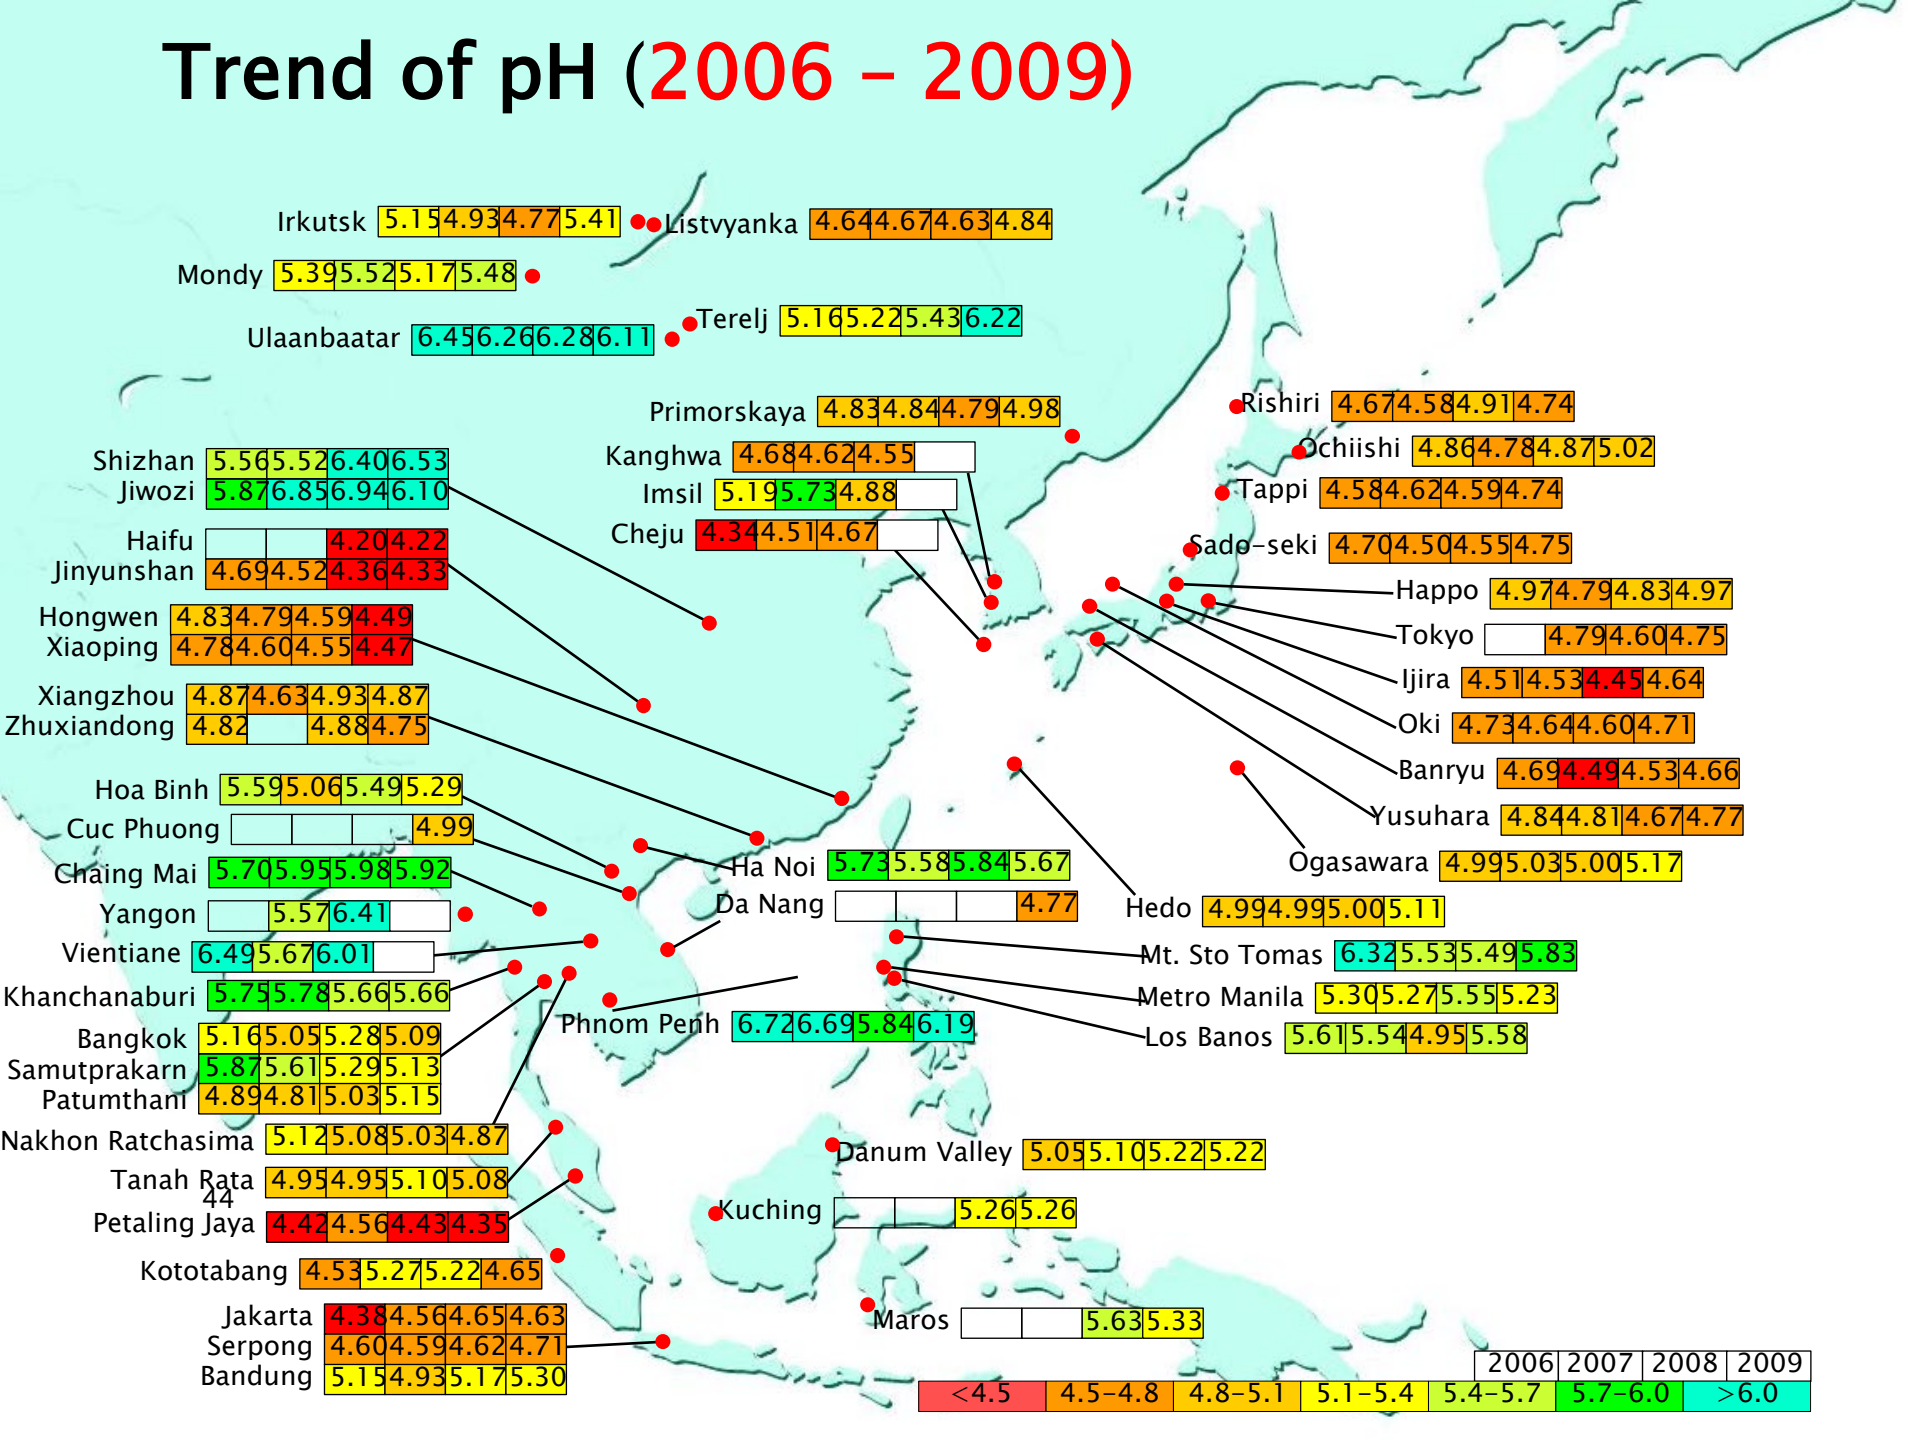 Trend of pH (2006 – 2009)
Irkutsk 5.15 4.93 4.77 5.41
Listvyanka 4.64 4.67 4.63 4.84
Mondy 5.39 5.52 5.17 5.48
Terelj 5.16 5.22 5.43 6.22
Ulaanbaatar 6.45 6.26 6.28 6.11
Primorskaya 4.83 4.84 4.79 4.98
Kanghwa 4.68 4.62 4.55
Imsil 5.19 5.73 4.88
Cheju 4.34 4.51 4.67
Rishiri 4.67 4.58 4.91 4.74
Ochiishi 4.86 4.78 4.87 5.02
Tappi 4.58 4.62 4.59 4.74
Sado-seki 4.70 4.50 4.55 4.75
Happo 4.97 4.79 4.83 4.97
Tokyo 4.79 4.60 4.75
Ijira 4.51 4.53 4.45 4.64
Oki 4.73 4.64 4.60 4.71
Banryu 4.69 4.49 4.53 4.66
Yusuhara 4.84 4.81 4.67 4.77
Ogasawara 4.99 5.03 5.00 5.17
Hedo 4.99 4.99 5.00 5.11
Shizhan 5.56 5.52 6.40 6.53
Jiwozi 5.87 6.85 6.94 6.10
Haifu 4.20 4.22
Jinyunshan 4.69 4.52 4.36 4.33
Hongwen 4.83 4.79 4.59 4.49
Xiaoping 4.78 4.60 4.55 4.47
Xiangzhou 4.87 4.63 4.93 4.87
Zhuxiandong 4.82 4.88 4.75
Hoa Binh 5.59 5.06 5.49 5.29
Cuc Phuong 4.99
Chaing Mai 5.70 5.95 5.98 5.92
Yangon 5.57 6.41
Vientiane 6.49 5.67 6.01
Khanchanaburi 5.75 5.78 5.66 5.66
Bangkok 5.16 5.05 5.28 5.09
Samutprakarn 5.87 5.61 5.29 5.13
Patumthani 4.89 4.81 5.03 5.15
Nakhon Ratchasima 5.12 5.08 5.03 4.87
Tanah Rata 4.95 4.95 5.10 5.08
44
Petaling Jaya 4.42 4.56 4.43 4.35
Kototabang 4.53 5.27 5.22 4.65
Jakarta 4.38 4.56 4.65 4.63
Serpong 4.60 4.59 4.62 4.71
Bandung 5.15 4.93 5.17 5.30
Ha Noi 5.73 5.58 5.84 5.67
Da Nang 4.77
Phnom Penh 6.72 6.69 5.84 6.19
Mt. Sto Tomas 6.32 5.53 5.49 5.83
Metro Manila 5.30 5.27 5.55 5.23
Los Banos 5.61 5.54 4.95 5.58
Danum Valley 5.05 5.10 5.22 5.22
Kuching 5.26 5.26
Maros 5.63 5.33
2006 2007 2008 2009
<4.5 4.5-4.8 4.8-5.1 5.1-5.4 5.4-5.7 5.7-6.0 >6.0